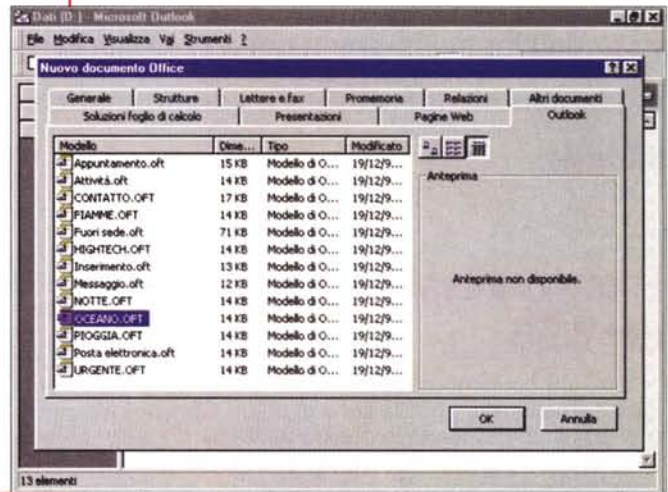 Dati (D:) - Microsoft Outlook
File Modifica Visualizza Vai Strumenti ?
Nuovo documento Office
Generale Strutture Lettere e fax Promemoria Relazioni Altri documenti
Soluzioni foglio di calcolo Presentazioni Pagine Web Outlook
Modello Dime... Tipo Modificato
Appuntamento.oft 15 KB Modello di O... 19/12/9...
Attività.oft 14 KB Modello di O... 19/12/9...
CONTATTO.OFT 17 KB Modello di O... 19/12/9...
FIAMME.OFT 14 KB Modello di O... 19/12/9...
Fuori sede.oft 71 KB Modello di O... 19/12/9...
HIGHTECH.OFT 14 KB Modello di O... 19/12/9...
Inserimento.oft 13 KB Modello di O... 19/12/9...
Messaggio.oft 12 KB Modello di O... 19/12/9...
NOTTE.OFT 14 KB Modello di O... 19/12/9...
OCEANO.OFT 14 KB Modello di O... 19/12/9...
PIOGGIA.OFT 14 KB Modello di O... 19/12/9...
Posta elettronica.oft 14 KB Modello di O... 19/12/9...
URGENTE.OFT 14 KB Modello di O... 19/12/9...
Anteprima
Anteprima non disponibile.
OK Annulla
13 elementi